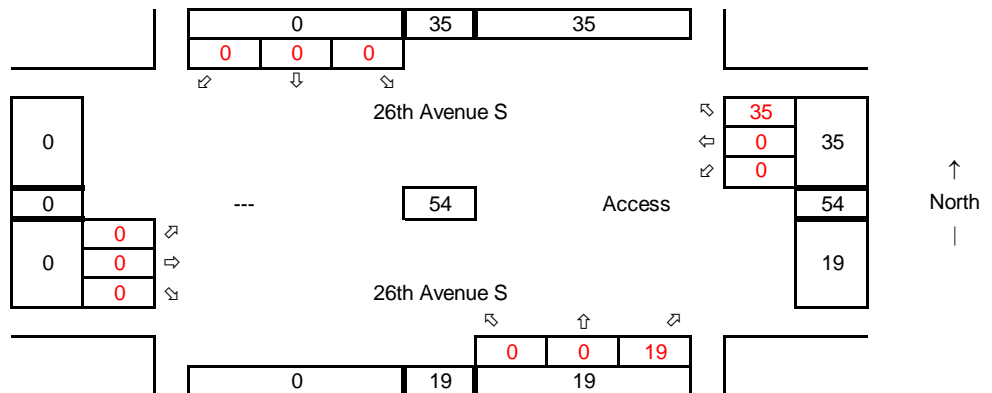 0 35 35
0 0 0
⬃ ⇩ ⬂
26th Avenue S ⬁ 35
0 ⇦ 0 35
⬃ 0 ↑
0 --- 54 Access 54 North
0 ⬀ |
0 0 ⇨ 19
0 ⬂ 26th Avenue S
⬁ ⇧ ⬀
0 0 19
0 19 19